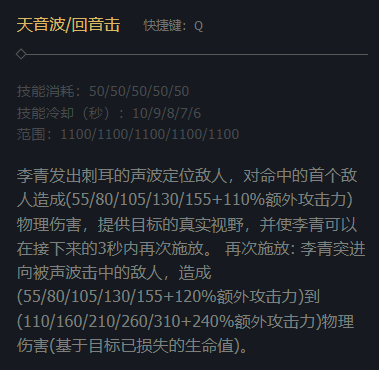 天音波/回音击 快捷键：Q
技能消耗：50/50/50/50/50
技能冷却（秒）：10/9/8/7/6
范围：1100/1100/1100/1100/1100
李青发出刺耳的声波定位敌人，对命中的首个敌
人造成(55/80/105/130/155+110%额外攻击力)
物理伤害，提供目标的真实视野，并使李青可以
在接下来的3秒内再次施放。 再次施放: 李青突进
向被声波击中的敌人，造成
(55/80/105/130/155+120%额外攻击力)到
(110/160/210/260/310+240%额外攻击力)物理
伤害(基于目标已损失的生命值)。